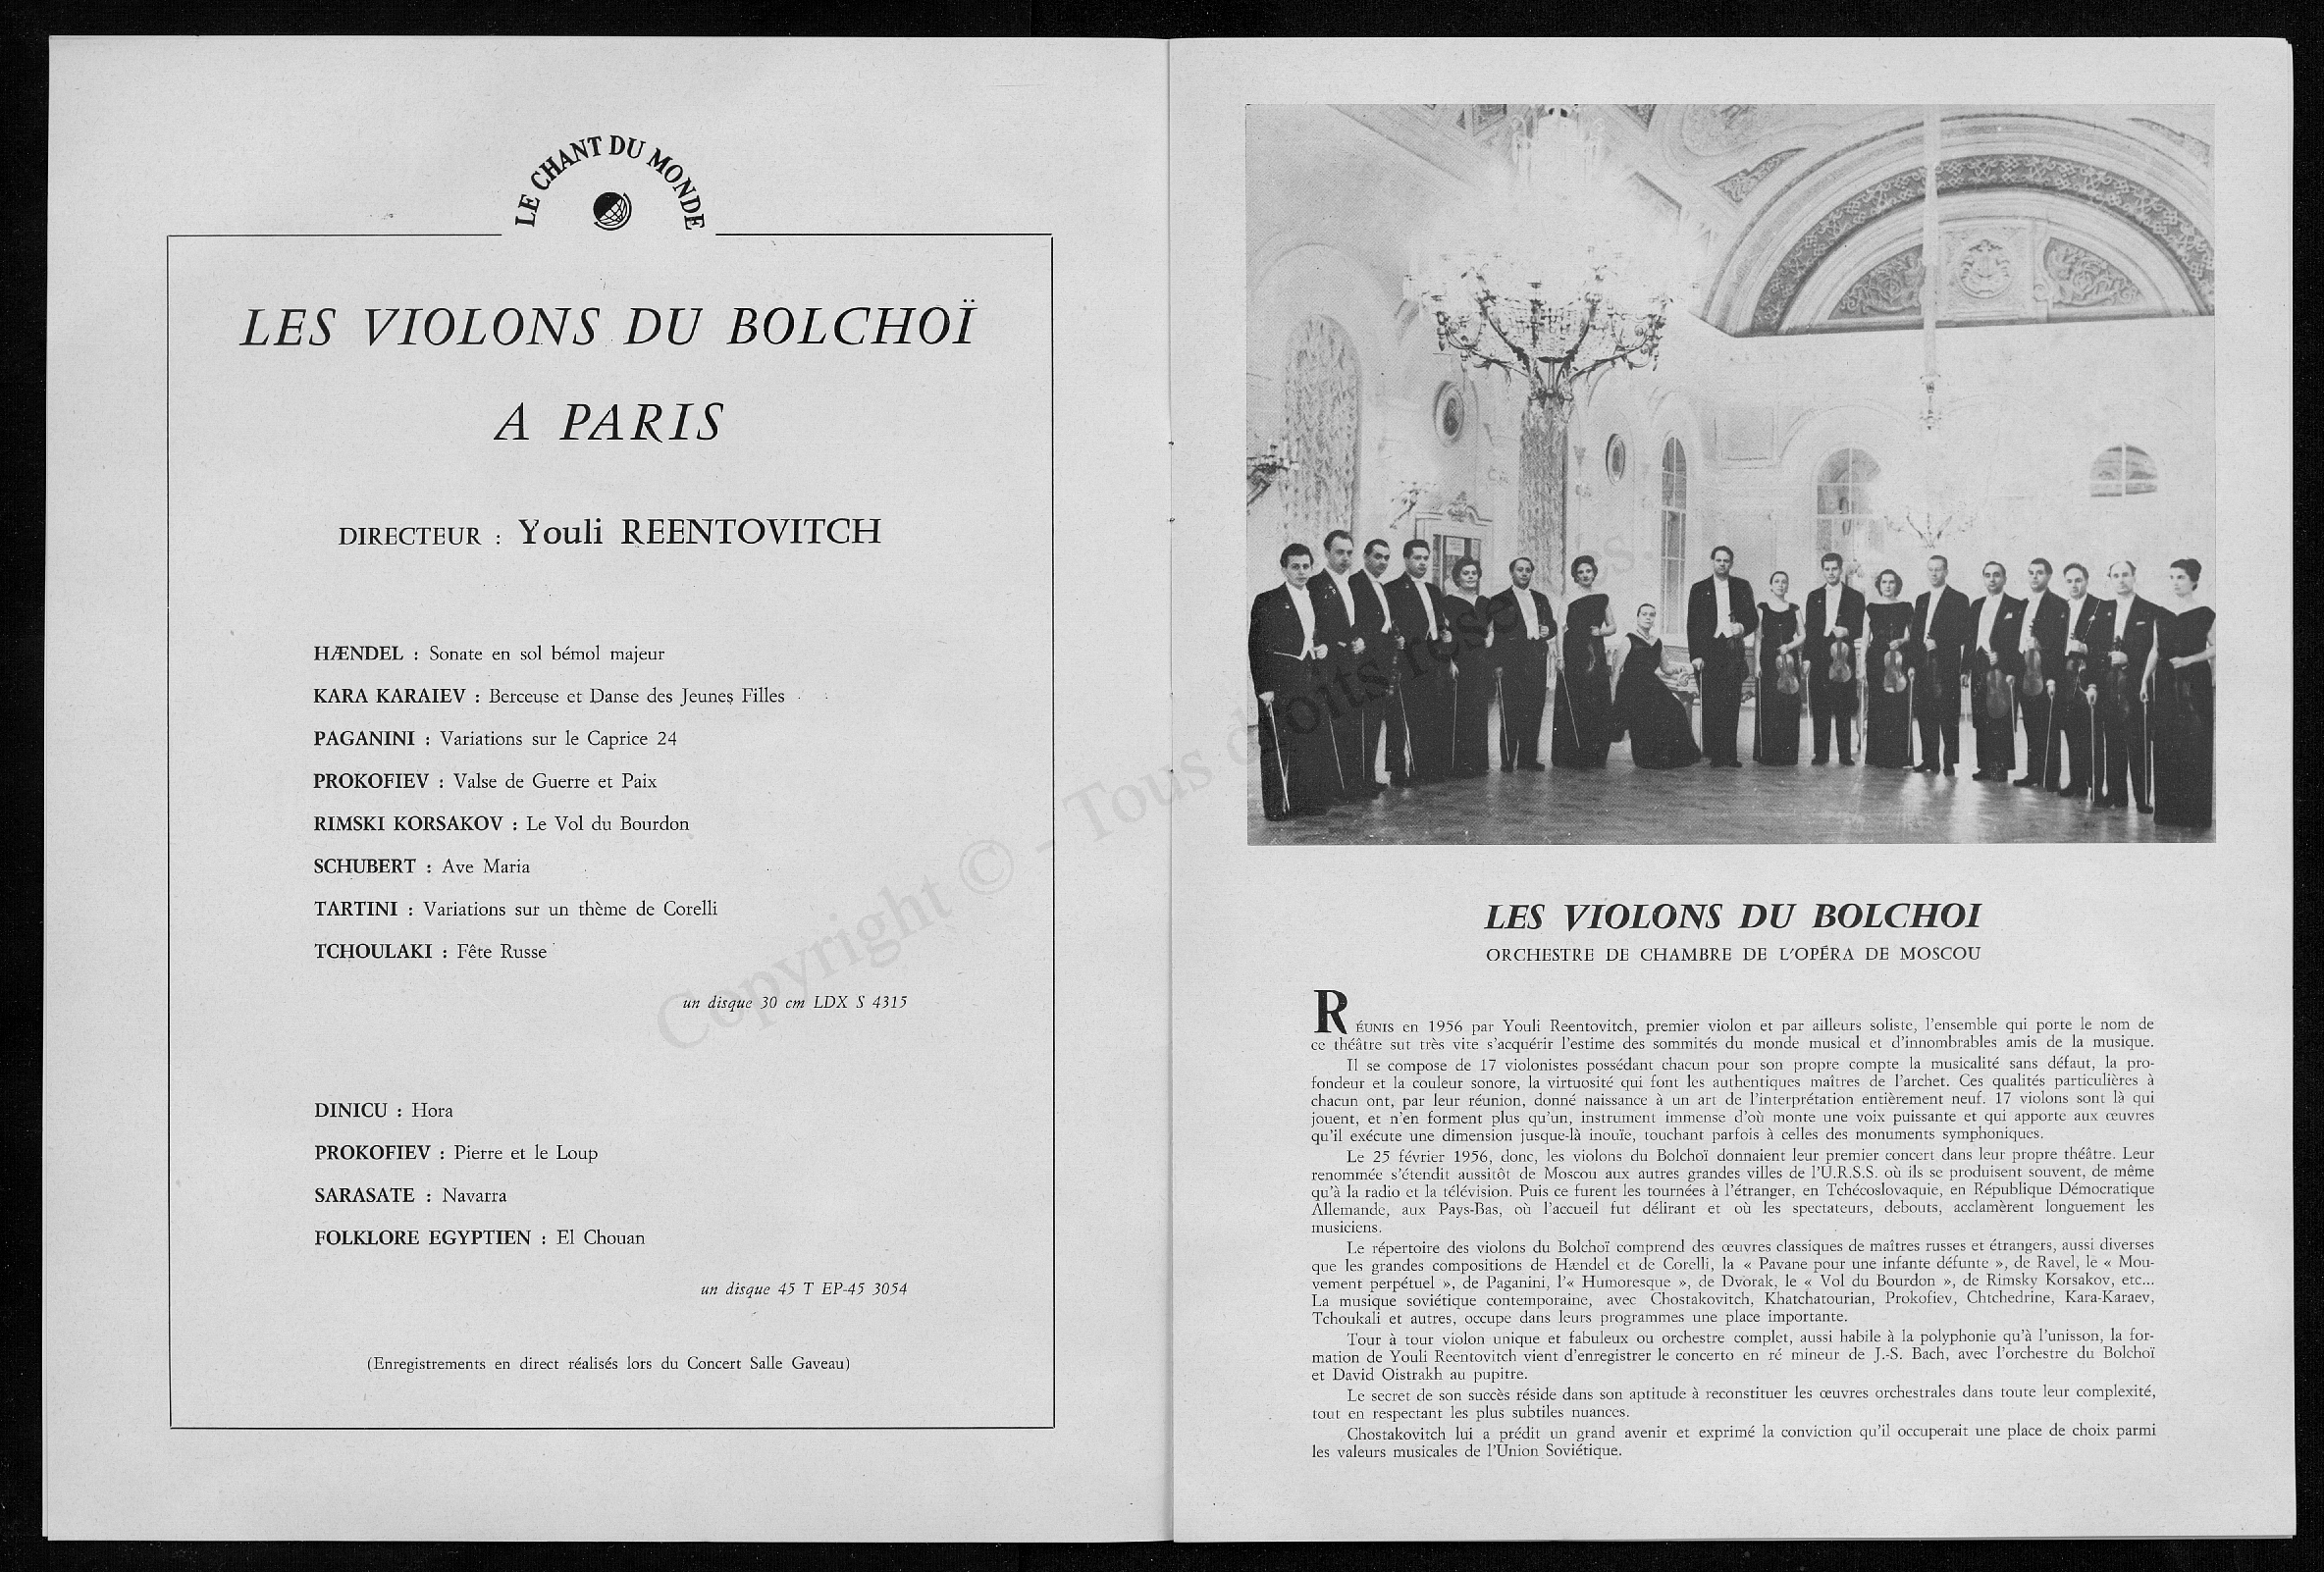 LE CHANT DU MONDE
LES VIOLONS DU BOLCHOÏ
A PARIS
DIRECTEUR : Youli REENTOVITCH
HÆNDEL : Sonate en sol bémol majeur
KARA KARAIEV : Berceuse et Danse des Jeunes Filles
PAGANINI : Variations sur le Caprice 24
PROKOFIEV : Valse de Guerre et Paix
RIMSKI KORSAKOV : Le Vol du Bourdon
SCHUBERT : Ave Maria
TARTINI : Variations sur un thème de Corelli
TCHOULAKI : Fête Russe
un disque 30 cm LDX S 4315
DINICU : Hora
PROKOFIEV : Pierre et le Loup
SARASATE : Navarra
FOLKLORE EGYPTIEN : El Chouan
un disque 45 T EP-45 3054
(Enregistrements en direct réalisés lors du Concert Salle Gaveau)
Copyright © - Tous droits réservés.
LES VIOLONS DU BOLCHOI
ORCHESTRE DE CHAMBRE DE L'OPÉRA DE MOSCOU
RÉUNIS en 1956 par Youli Reentovitch, premier violon et par ailleurs soliste, l'ensemble qui porte le nom de
ce théâtre sut très vite s'acquérir l'estime des sommités du monde musical et d'innombrables amis de la musique.
Il se compose de 17 violonistes possédant chacun pour son propre compte la musicalité sans défaut, la pro-
fondeur et la couleur sonore, la virtuosité qui font les authentiques maîtres de l'archet. Ces qualités particulières à
chacun ont, par leur réunion, donné naissance à un art de l'interprétation entièrement neuf. 17 violons sont là qui
jouent, et n'en forment plus qu'un, instrument immense d'où monte une voix puissante et qui apporte aux œuvres
qu'il exécute une dimension jusque-là inouïe, touchant parfois à celles des monuments symphoniques.
Le 25 février 1956, donc, les violons du Bolchoï donnaient leur premier concert dans leur propre théâtre. Leur
renommée s'étendit aussitôt de Moscou aux autres grandes villes de l'U.R.S.S. où ils se produisent souvent, de même
qu'à la radio et la télévision. Puis ce furent les tournées à l'étranger, en Tchécoslovaquie, en République Démocratique
Allemande, aux Pays-Bas, où l'accueil fut délirant et où les spectateurs, debouts, acclamèrent longuement les
musiciens.
Le répertoire des violons du Bolchoï comprend des œuvres classiques de maîtres russes et étrangers, aussi diverses
que les grandes compositions de Hændel et de Corelli, la « Pavane pour une infante défunte », de Ravel, le « Mou-
vement perpétuel », de Paganini, l'« Humoresque », de Dvorak, le « Vol du Bourdon », de Rimsky Korsakov, etc...
La musique soviétique contemporaine, avec Chostakovitch, Khatchatourian, Prokofiev, Chtchedrine, Kara-Karaev,
Tchoukali et autres, occupe dans leurs programmes une place importante.
Tour à tour violon unique et fabuleux ou orchestre complet, aussi habile à la polyphonie qu'à l'unisson, la for-
mation de Youli Reentovitch vient d'enregistrer le concerto en ré mineur de J.-S. Bach, avec l'orchestre du Bolchoï
et David Oistrakh au pupitre.
Le secret de son succès réside dans son aptitude à reconstituer les œuvres orchestrales dans toute leur complexité,
tout en respectant les plus subtiles nuances.
Chostakovitch lui a prédit un grand avenir et exprimé la conviction qu'il occuperait une place de choix parmi
les valeurs musicales de l'Union Soviétique.